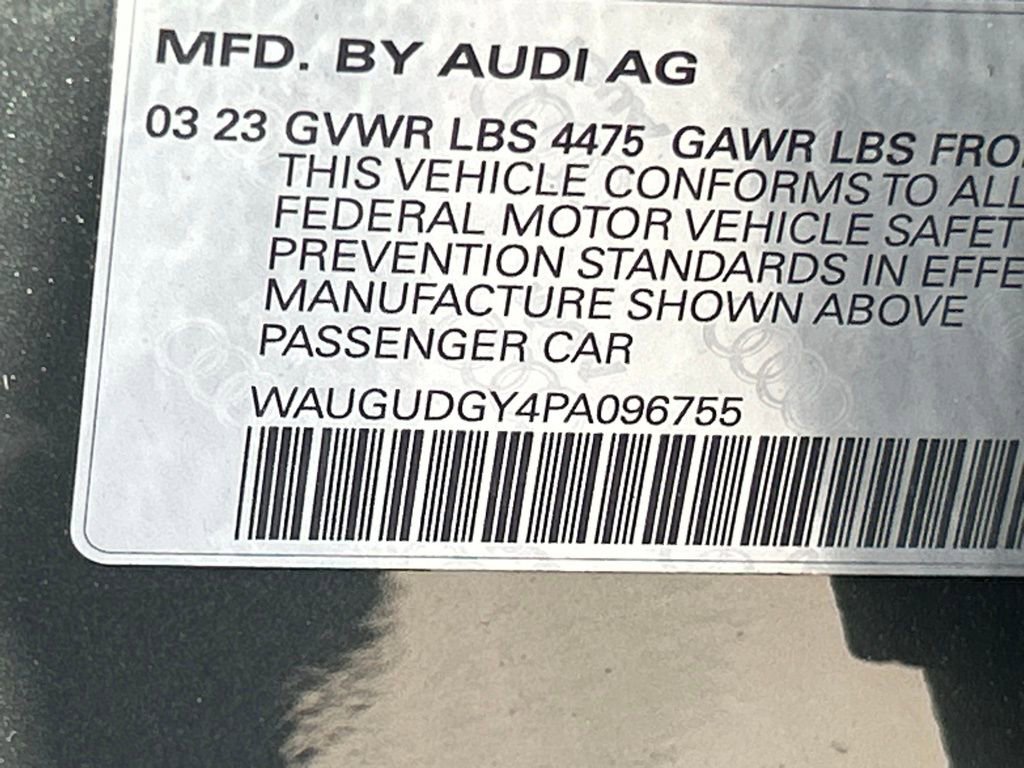 MFD. BY AUDI AG
03 23 GVWR LBS 4475 GAWR LBS FRO
THIS VEHICLE CONFORMS TO ALL
FEDERAL MOTOR VEHICLE SAFET
PREVENTION STANDARDS IN EFFE
MANUFACTURE SHOWN ABOVE
PASSENGER CAR
WAUGUDGY4PA096755